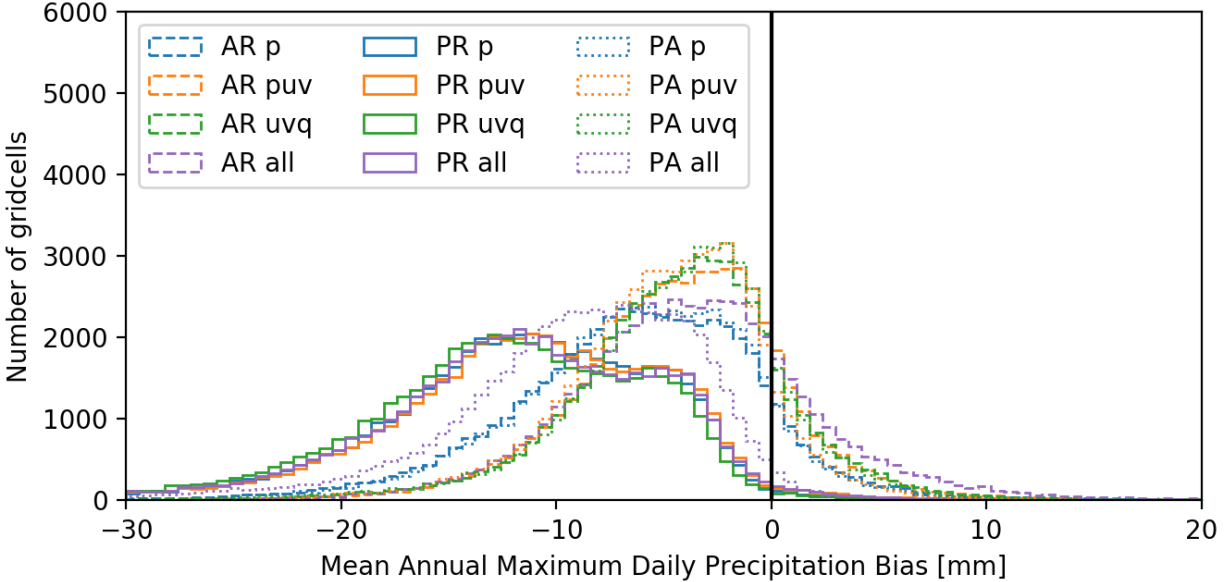 6000
5000
4000
3000
2000
1000
0
Number of gridcells
AR p PR p PA p
AR puv PR puv PA puv
AR uvq PR uvq PA uvq
AR all PR all PA all
−30 −20 −10 0 10 20
Mean Annual Maximum Daily Precipitation Bias [mm]